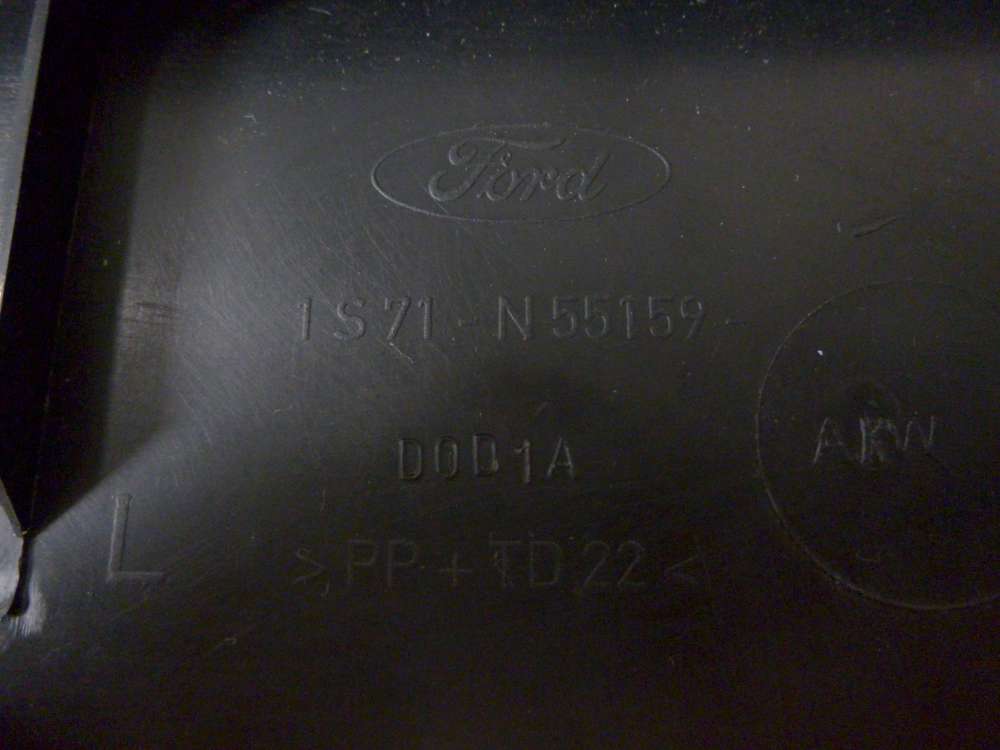 Ford
1S71-N55159-
AKW
D0D1A
L
>PP+TD22<